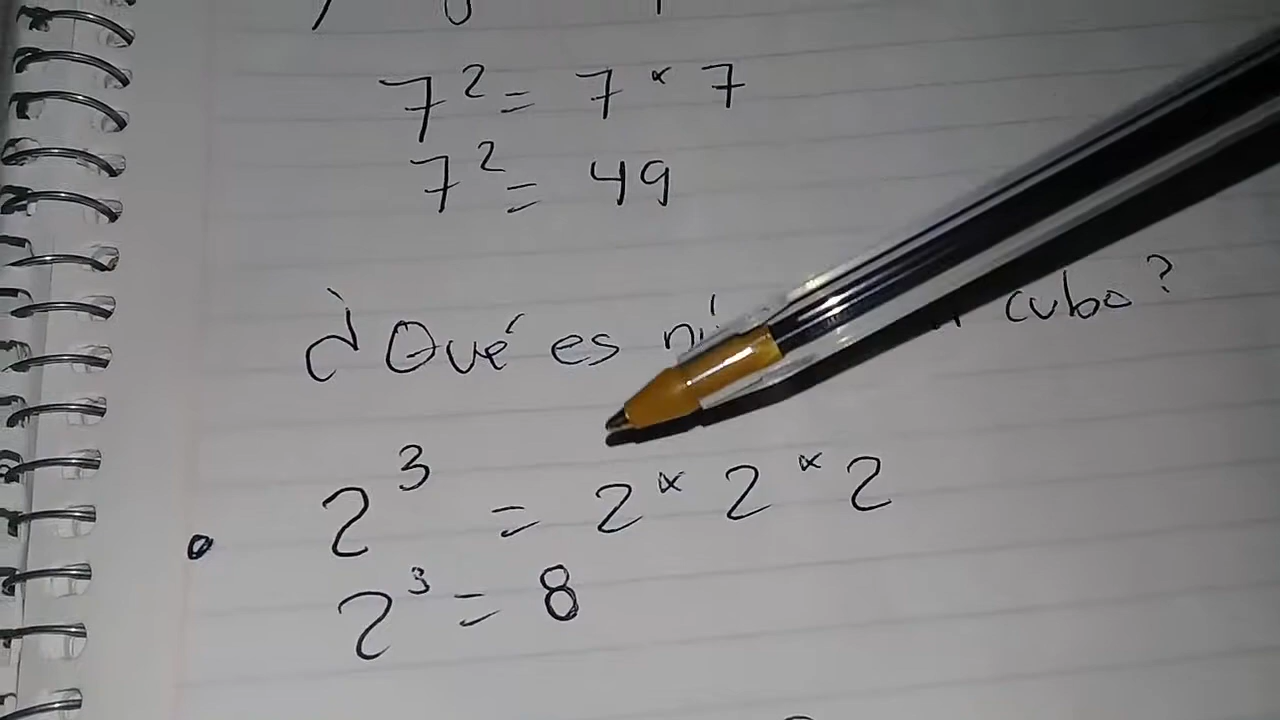 7² = 7 × 7
7² = 49
¿Qué es cubo?
2³ = 2 × 2 × 2
2³ = 8